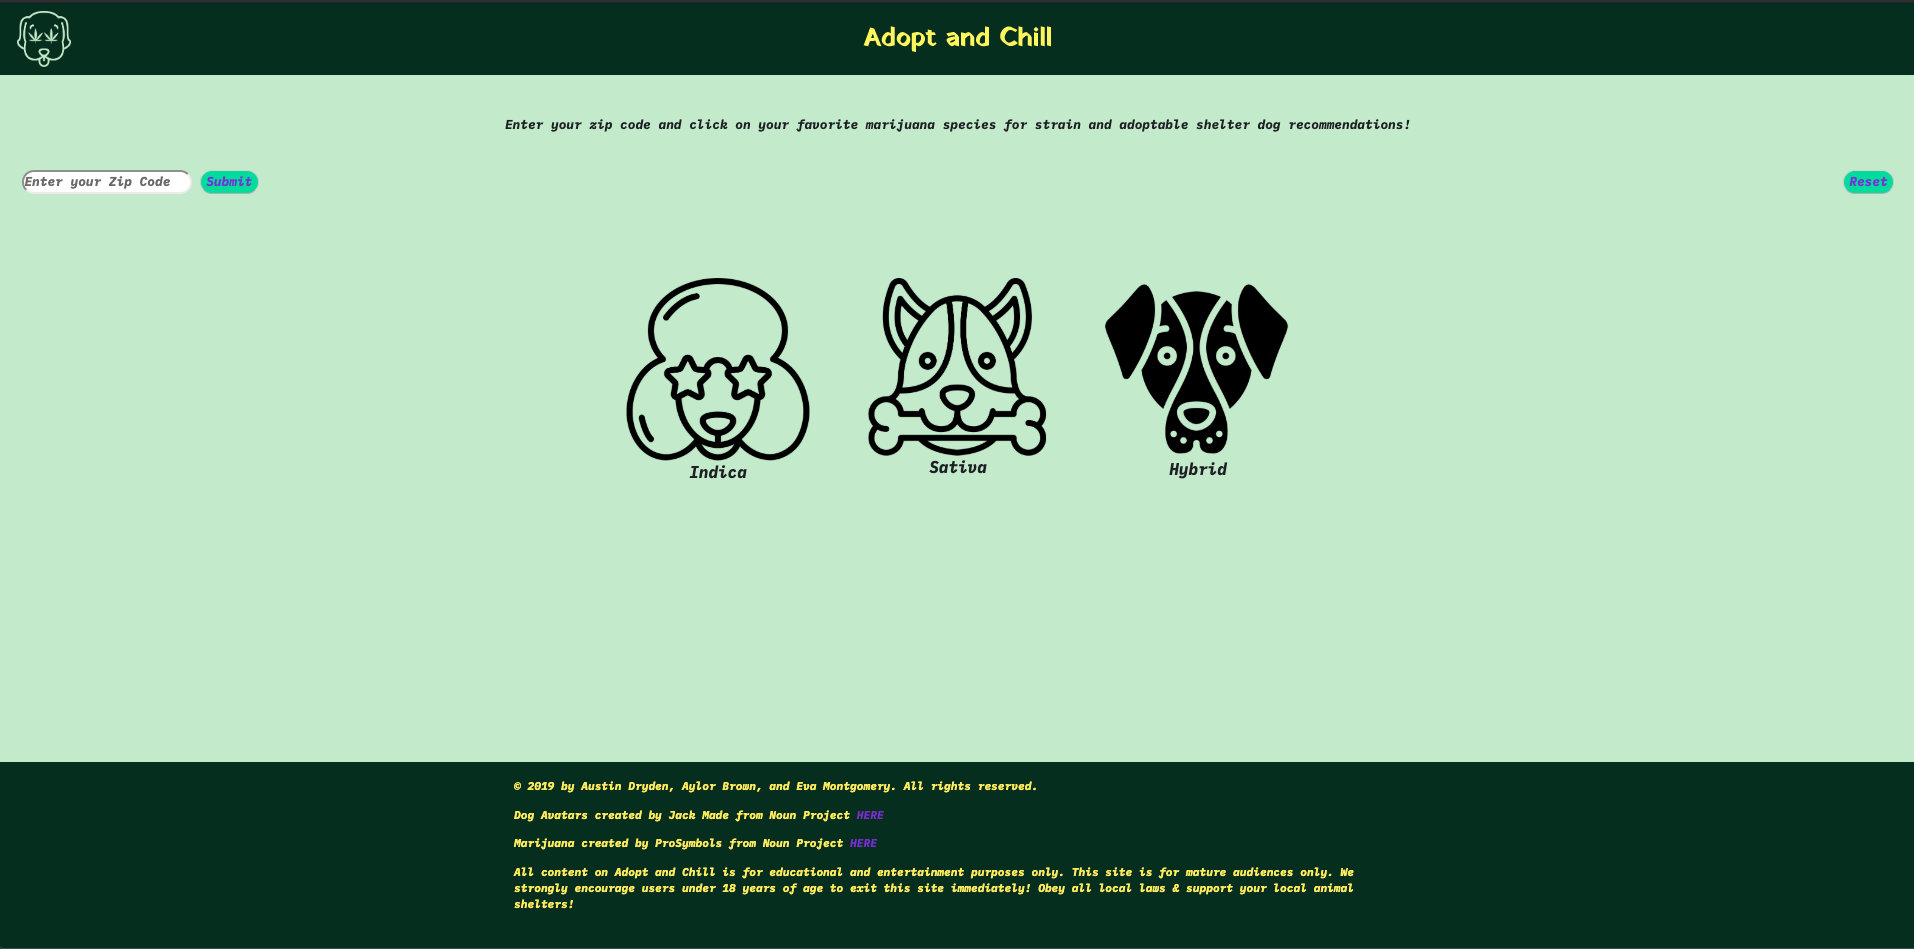 Adopt and Chill
Enter your zip code and click on your favorite marijuana species for strain and adoptable shelter dog recommendations!
Enter your Zip Code Submit Reset
Indica Sativa Hybrid
© 2019 by Austin Dryden, Aylor Brown, and Eva Montgomery. All rights reserved.
Dog Avatars created by Jack Made from Noun Project HERE
Marijuana created by ProSymbols from Noun Project HERE
All content on Adopt and Chill is for educational and entertainment purposes only. This site is for mature audiences only. We
strongly encourage users under 18 years of age to exit this site immediately! Obey all local laws & support your local animal
shelters!